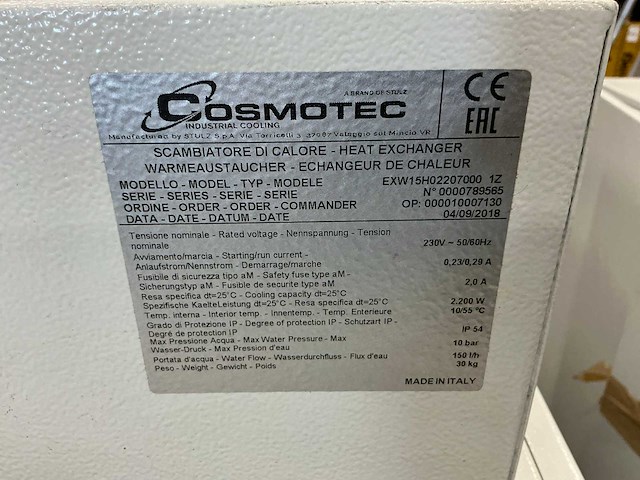 A BRAND OF STULZ
COSMOTEC
INDUSTRIAL COOLING
Manufactured by STULZ S.p.A. Via Torricelli 3 37067 Valeggio sul Mincio VR
CE
EAC
SCAMBIATORE DI CALORE - HEAT EXCHANGER
WARMEAUSTAUCHER - ECHANGEUR DE CHALEUR
MODELLO - MODEL - TYP - MODELE EXW15H02207000 1Z
SERIE - SERIES - SERIE - SERIE N° 0000789565
ORDINE - ORDER - ORDER - COMMANDER OP: 000010007130
DATA - DATE - DATUM - DATE 04/09/2018
Tensione nominale - Rated voltage - Nennspannung - Tension
nominale 230V ~ 50/60Hz
Avviamento/marcia - Starting/run current -
Anlaufstrom/Nennstrom - Demarrage/marche 0,23/0,29 A
Fusibile di sicurezza tipo aM - Safety fuse type aM -
Sicherungstyp aM - Fusible de securite type aM 2,0 A
Resa specifica dt=25°C - Cooling capacity dt=25°C
Spezifische KaelteLeistung dt=25°C - Resa specifica dt=25°C 2.200 W
Temp. interna - Interior temp. - Innentemp. - Temp. Enterieure 10/55 °C
Grado di Protezione IP - Degree of protection IP - Schutzart IP -
Degré de protection IP IP 54
Max Pressione Acqua - Max Water Pressure - Max
Wasser-Druck - Max Pression d'eau 10 bar
Portata d'acqua - Water Flow - Wasserdurchfluss - Flux d'eau 150 l/h
Peso - Weight - Gewicht - Poids 30 kg
MADE IN ITALY